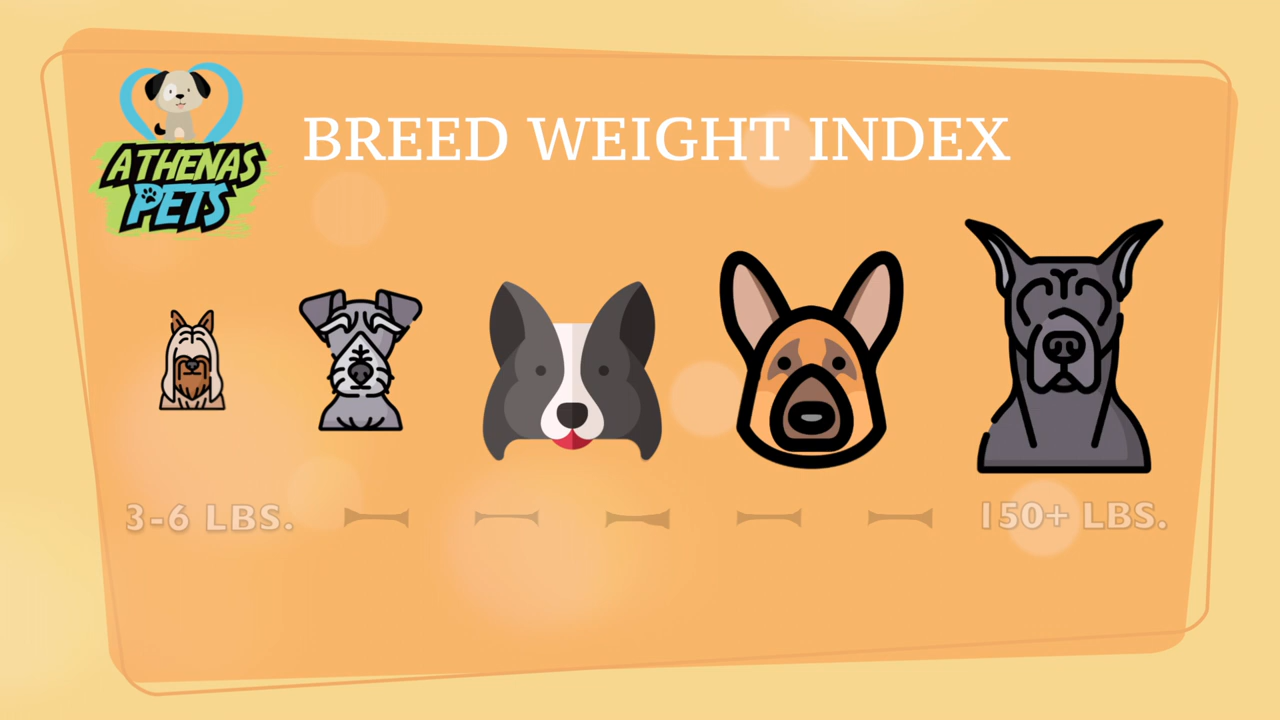 ATHENAS
PETS
BREED WEIGHT INDEX
3-6 LBS.
150+ LBS.